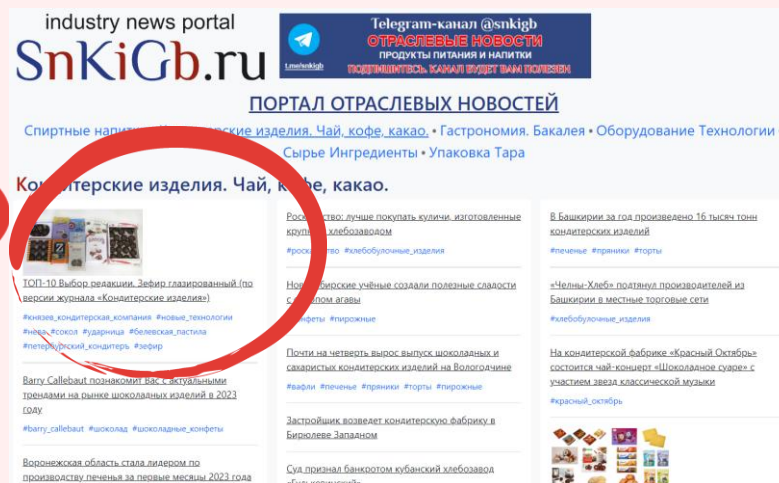 industry news portal
SnKiGb.ru
Telegram-канал @snkigb
ОТРАСЛЕВЫЕ НОВОСТИ
ПРОДУКТЫ ПИТАНИЯ И НАПИТКИ
ПОДПИШИТЕСЬ. КАНАЛ БУДЕТ ВАМ ПОЛЕЗЕН
t.me/snkigb
ПОРТАЛ ОТРАСЛЕВЫХ НОВОСТЕЙ
Спиртные изделия. Чай, кофе, какао. • Гастрономия. Бакалея • Оборудование Технологии
Сырье Ингредиенты • Упаковка Тара
Кондитерские изделия. Чай, кофе, какао.
ТОП-10 Выбор редакции. Зефир глазированный (по
версии журнала «Кондитерские изделия»)
#князев_кондитерская_компания #новые_технологии
#нева #сокол #ударница #белевская_пастила
#петербургский_кондитерь #зефир
Barry Callebaut познакомит Вас с актуальными
трендами на рынке шоколадных изделий в 2023
году
#barry_callebaut #шоколад #шоколадные_конфеты
Воронежская область стала лидером по
производству печенья за первые месяцы 2023 года
лучше покупать куличи, изготовленные
хлебозаводом
#хлебобулочные_изделия
учёные создали полезные сладости
агавы
#пирожные
Почти на четверть вырос выпуск шоколадных и
сахаристых кондитерских изделий на Вологодчине
#вафли #печенье #пряники #торты #пирожные
Застройщик возведет кондитерскую фабрику в
Бирюлеве Западном
Суд признал банкротом кубанский хлебозавод
В Башкирии за год произведено 16 тысяч тонн
кондитерских изделий
#печенье #пряники #торты
«Челны-Хлеб» подтянул производителей из
Башкирии в местные торговые сети
#хлебобулочные_изделия
На кондитерской фабрике «Красный Октябрь»
состоится чай-концерт «Шоколадное суаре» с
участием звезд классической музыки
#красный_октябрь